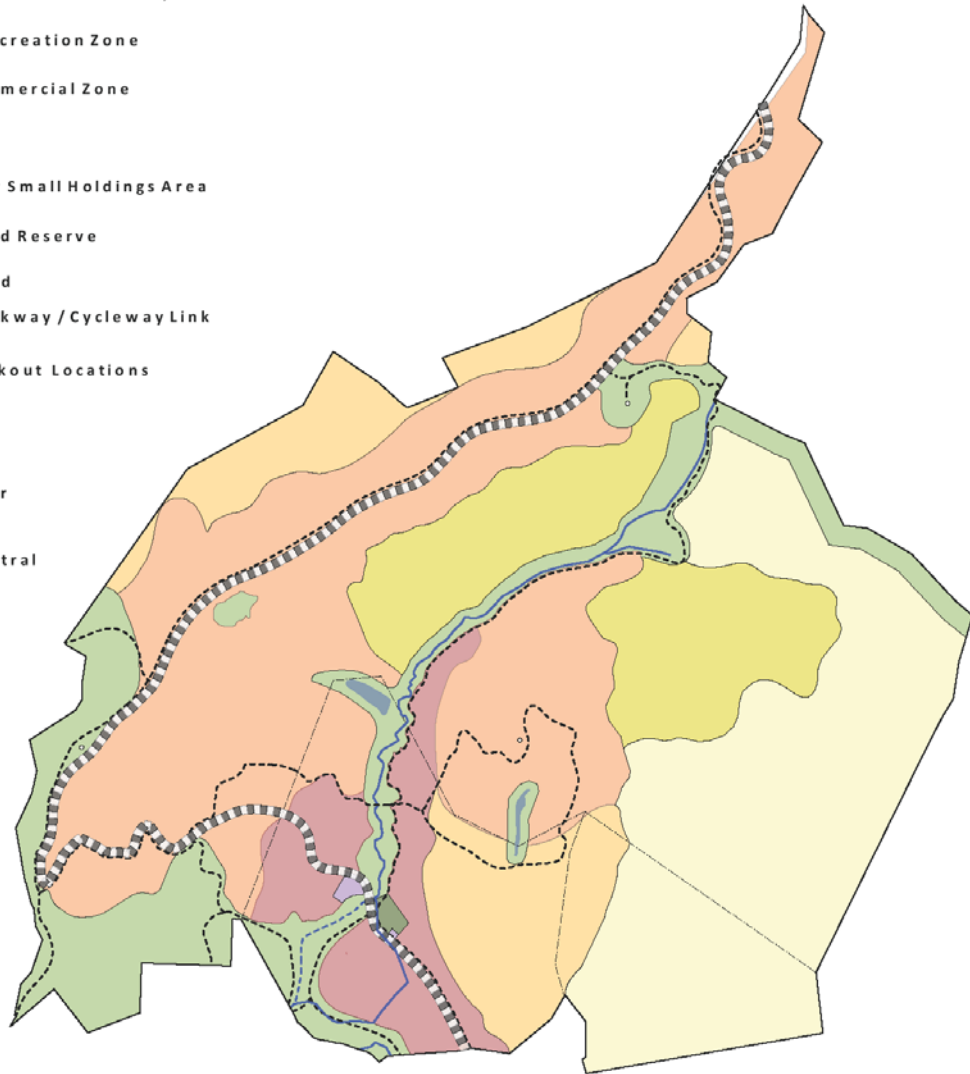 creation Zone
mercial Zone
Small Holdings Area
d Reserve
d
kway / Cycleway Link
kout Locations
r
tral